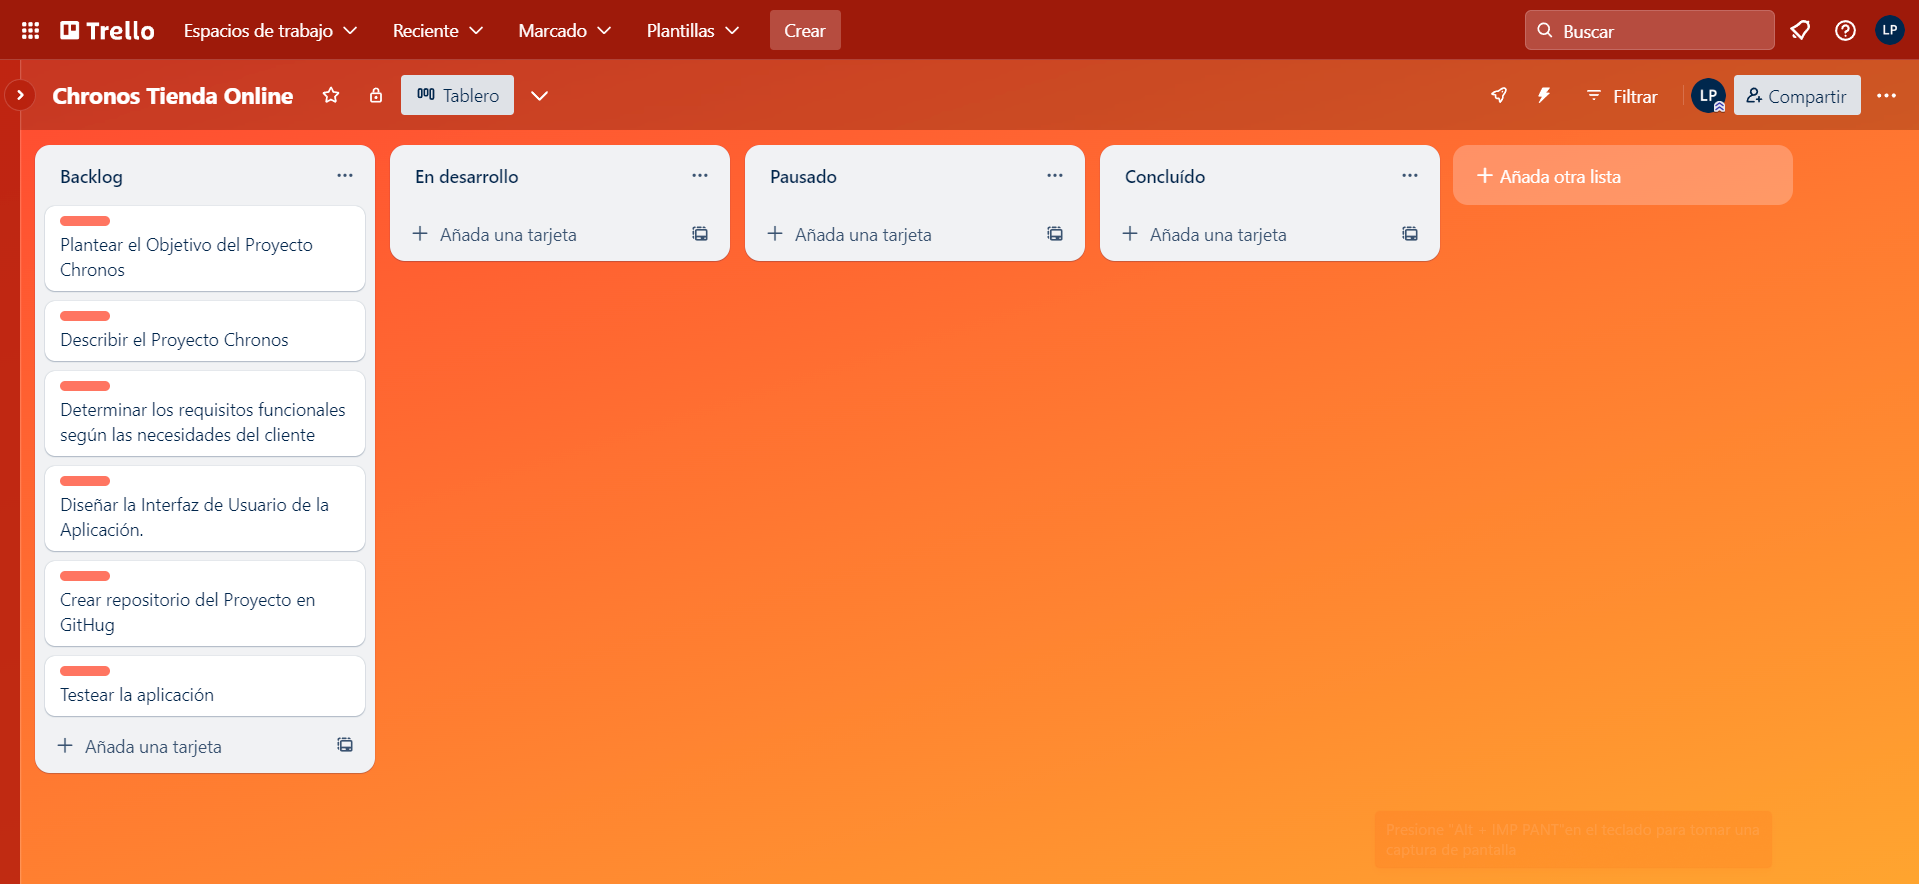 Trello
Espacios de trabajo
Reciente
Marcado
Plantillas
Crear
Buscar
LP
Chronos Tienda Online
Tablero
Filtrar
LP
Compartir
Backlog
Plantear el Objetivo del Proyecto
Chronos
Describir el Proyecto Chronos
Determinar los requisitos funcionales
según las necesidades del cliente
Diseñar la Interfaz de Usuario de la
Aplicación.
Crear repositorio del Proyecto en
GitHug
Testear la aplicación
Añada una tarjeta
En desarrollo
Añada una tarjeta
Pausado
Añada una tarjeta
Concluído
Añada una tarjeta
Añada otra lista
Presione "Alt + IMP PANT"en el teclado para tomar una
captura de pantalla